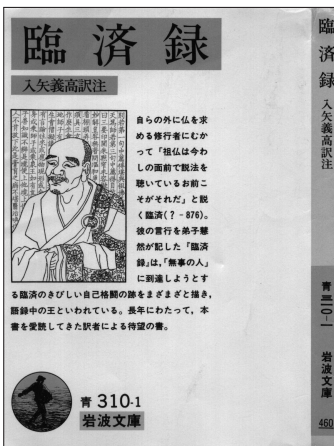 臨済録
入矢義高訳注
自らの外に仏を求
める修行者にむか
って「祖仏は今わ
しの面前で説法を
聴いているお前こ
そがそれだ」と説
く臨済(？-876)。
彼の言行を弟子慧
然が記した『臨済
録』は,「無事の人」
に到達しようとす
る臨済のきびしい自己格闘の跡をまざまざと描き,
語録中の王といわれている。長年にわたって，本
書を愛読してきた訳者による待望の書。
青 310-1
岩波文庫
臨済録
入矢義高訳注
青三一〇-一
岩波文庫
460